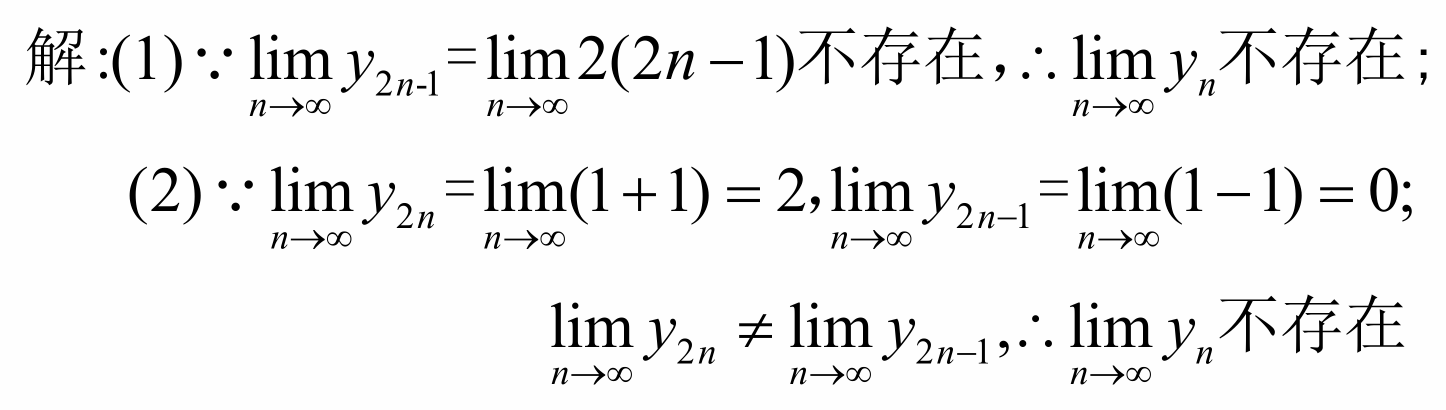 解:(1)∵ lim_{n→∞} y_{2n-1} = lim_{n→∞} 2(2n−1)不存在,∴ lim_{n→∞} y_n 不存在;
(2)∵ lim_{n→∞} y_{2n} = lim_{n→∞} (1+1) = 2, lim_{n→∞} y_{2n−1} = lim_{n→∞} (1−1) = 0;
lim_{n→∞} y_{2n} ≠ lim_{n→∞} y_{2n−1},∴ lim_{n→∞} y_n 不存在